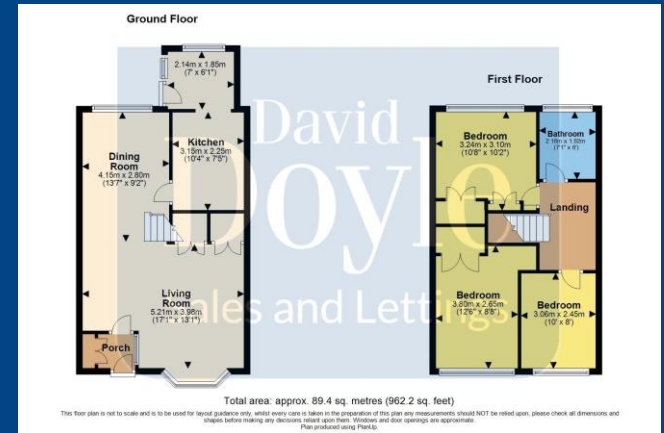 Ground Floor
2.14m x 1.85m
(7' x 6'1")
Kitchen
3.15m x 2.25m
(10'4" x 7'5")
Dining
Room
4.15m x 2.80m
(13'7" x 9'2")
Living
Room
5.21m x 3.98m
(17'1" x 13'1")
Porch
First Floor
Bedroom
3.24m x 3.10m
(10'8" x 10'2")
Bathroom
(7'1" x 6')
Landing
Bedroom
3.80m x 2.65m
(12'6" x 8'8")
Bedroom
3.06m x 2.45m
(10' x 8')
David
Doyle
Sales and Lettings
Total area: approx. 89.4 sq. metres (962.2 sq. feet)
This floor plan is not to scale and is to be used for layout guidance only, whilst every care is taken in the preparation of this plan any measurements should NOT be relied upon, please check all dimensions and
shapes before making any decisions reliant upon them. Windows and door openings are approximate.
Plan produced using PlanUp.